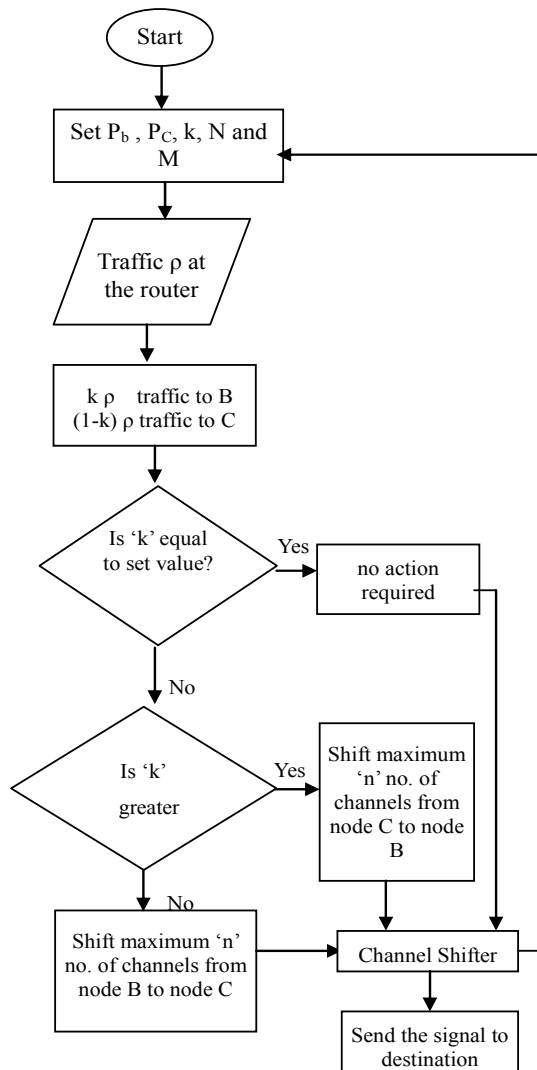 Start
Set Pb , PC, k, N and
M
Traffic ρ at
the router
k ρ traffic to B
(1-k) ρ traffic to C
Is ‘k’ equal
to set value?
Yes
no action
required
No
Is ‘k’
greater
Yes
Shift maximum
‘n’ no. of
channels from
node C to node
B
No
Shift maximum ‘n’
no. of channels from
node B to node C
Channel Shifter
Send the signal to
destination